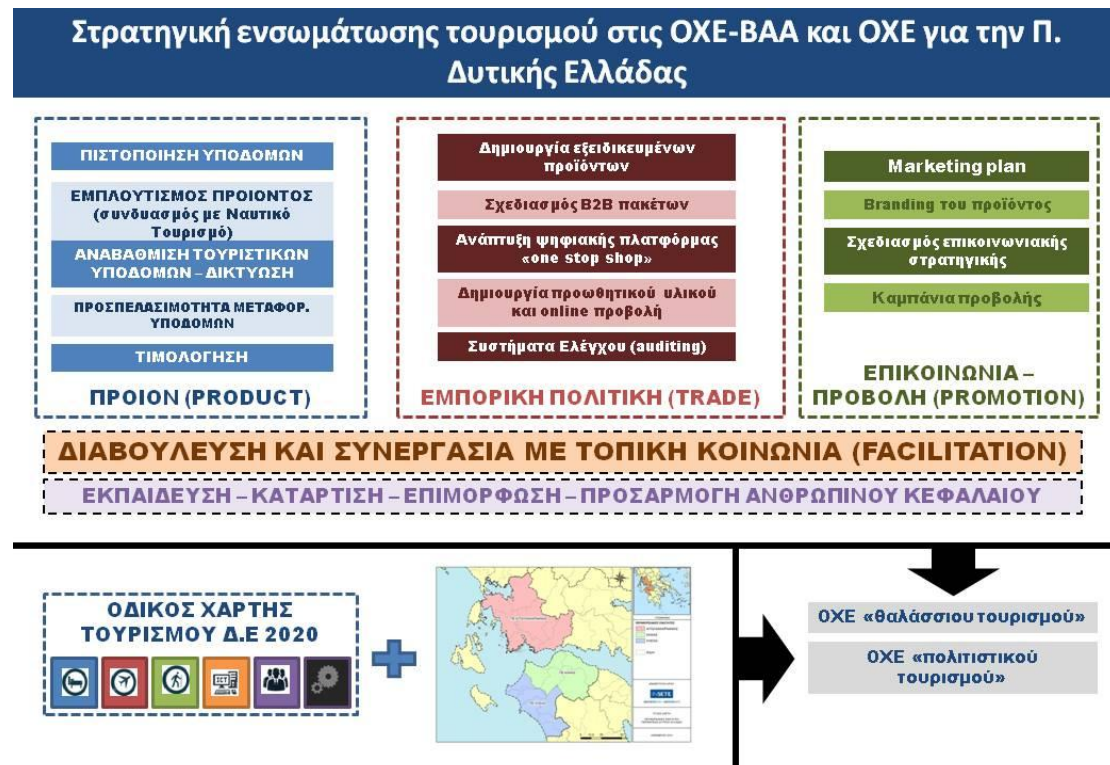 Στρατηγική ενσωμάτωσης τουρισμού στις ΟΧΕ-ΒΑΑ και ΟΧΕ για την Π.
Δυτικής Ελλάδας
ΠΙΣΤΟΠΟΙΗΣΗ ΥΠΟΔΟΜΩΝ
ΕΜΠΛΟΥΤΙΣΜΟΣ ΠΡΟΙΟΝΤΟΣ
(συνδυασμός με Ναυτικό
Τουρισμό)
ΑΝΑΒΑΘΜΙΣΗ ΤΟΥΡΙΣΤΙΚΩΝ
ΥΠΟΔΟΜΩΝ – ΔΙΚΤΥΩΣΗ
ΠΡΟΣΠΕΛΑΣΙΜΟΤΗΤΑ ΜΕΤΑΦΟΡ.
ΥΠΟΔΟΜΩΝ
ΤΙΜΟΛΟΓΗΣΗ
ΠΡΟΙΟΝ (PRODUCT)
Δημιουργία εξειδικευμένων
προϊόντων
Σχεδιασμός B2B πακέτων
Ανάπτυξη ψηφιακής πλατφόρμας
«one stop shop»
Δημιουργία προωθητικού υλικού
και online προβολή
Συστήματα Ελέγχου (auditing)
ΕΜΠΟΡΙΚΗ ΠΟΛΙΤΙΚΗ (TRADE)
Marketing plan
Branding του προϊόντος
Σχεδιασμός επικοινωνιακής
στρατηγικής
Καμπάνια προβολής
ΕΠΙΚΟΙΝΩΝΙΑ –
ΠΡΟΒΟΛΗ (PROMOTION)
ΔΙΑΒΟΥΛΕΥΣΗ ΚΑΙ ΣΥΝΕΡΓΑΣΙΑ ΜΕ ΤΟΠΙΚΗ ΚΟΙΝΩΝΙΑ (FACILITATION)
ΕΚΠΑΙΔΕΥΣΗ – ΚΑΤΑΡΤΙΣΗ – ΕΠΙΜΟΡΦΩΣΗ – ΠΡΟΣΑΡΜΟΓΗ ΑΝΘΡΩΠΙΝΟΥ ΚΕΦΑΛΑΙΟΥ
ΟΔΙΚΟΣ ΧΑΡΤΗΣ
ΤΟΥΡΙΣΜΟΥ Δ.Ε 2020
ΟΧΕ «θαλάσσιου τουρισμού»
ΟΧΕ «πολιτιστικού
τουρισμού»